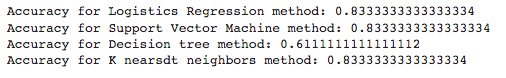 Accuracy for Logistics Regression method: 0.8333333333333334
Accuracy for Support Vector Machine method: 0.8333333333333334
Accuracy for Decision tree method: 0.6111111111111112
Accuracy for K nearsdt neighbors method: 0.8333333333333334